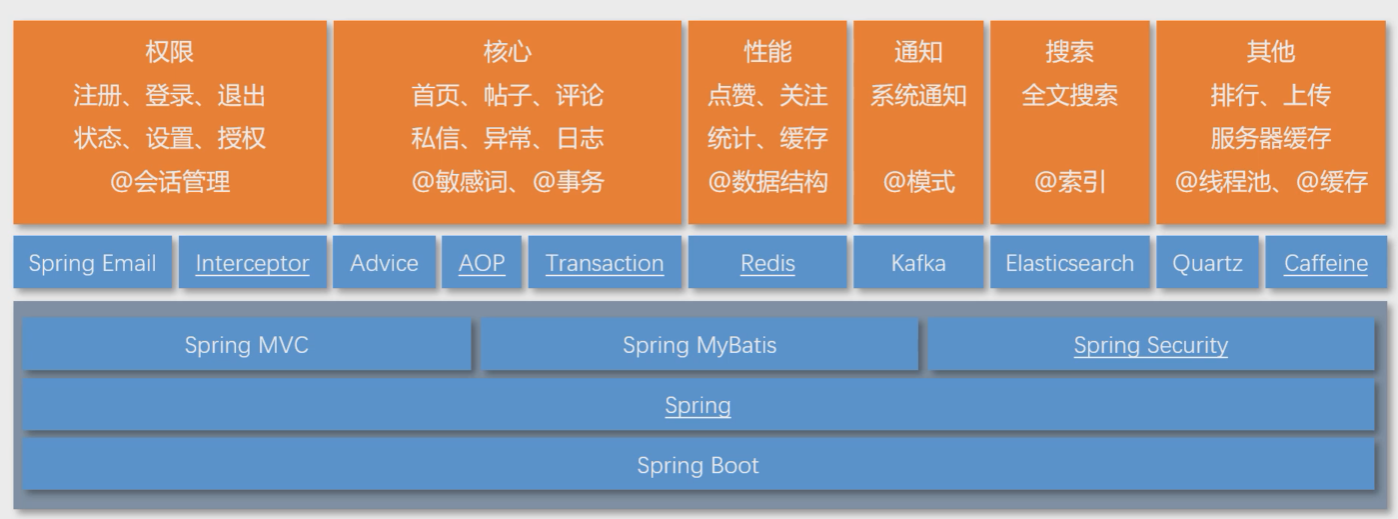 权限
注册、登录、退出
状态、设置、授权
@会话管理
核心
首页、帖子、评论
私信、异常、日志
@敏感词、@事务
性能
点赞、关注
统计、缓存
@数据结构
通知
系统通知
@模式
搜索
全文搜索
@索引
其他
排行、上传
服务器缓存
@线程池、@缓存
Spring Email
Interceptor
Advice
AOP
Transaction
Redis
Kafka
Elasticsearch
Quartz
Caffeine
Spring MVC
Spring MyBatis
Spring Security
Spring
Spring Boot